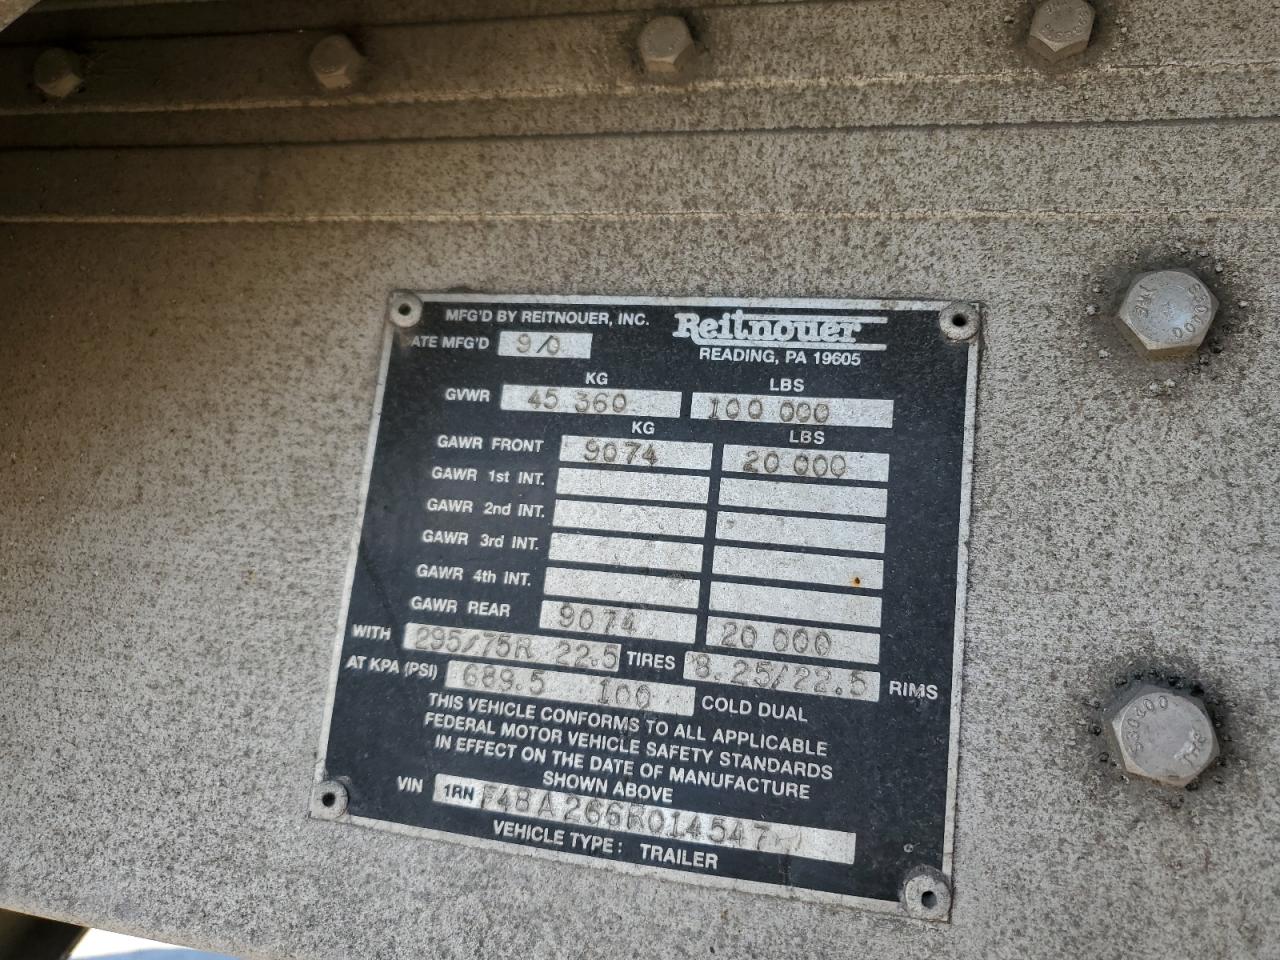 MFG'D BY REITNOUER, INC.
Reitnouer
DATE MFG'D 9/0
READING, PA 19605
KG LBS
GVWR 45 360 100 000
KG LBS
GAWR FRONT 9074 20 000
GAWR 1st INT.
GAWR 2nd INT.
GAWR 3rd INT.
GAWR 4th INT.
GAWR REAR 9074 20 000
WITH 295/75R 22.5 TIRES 8.25/22.5 RIMS
AT KPA (PSI) 689.5 100 COLD DUAL
THIS VEHICLE CONFORMS TO ALL APPLICABLE
FEDERAL MOTOR VEHICLE SAFETY STANDARDS
IN EFFECT ON THE DATE OF MANUFACTURE
SHOWN ABOVE
VIN 1RN F48A266R014547
VEHICLE TYPE: TRAILER